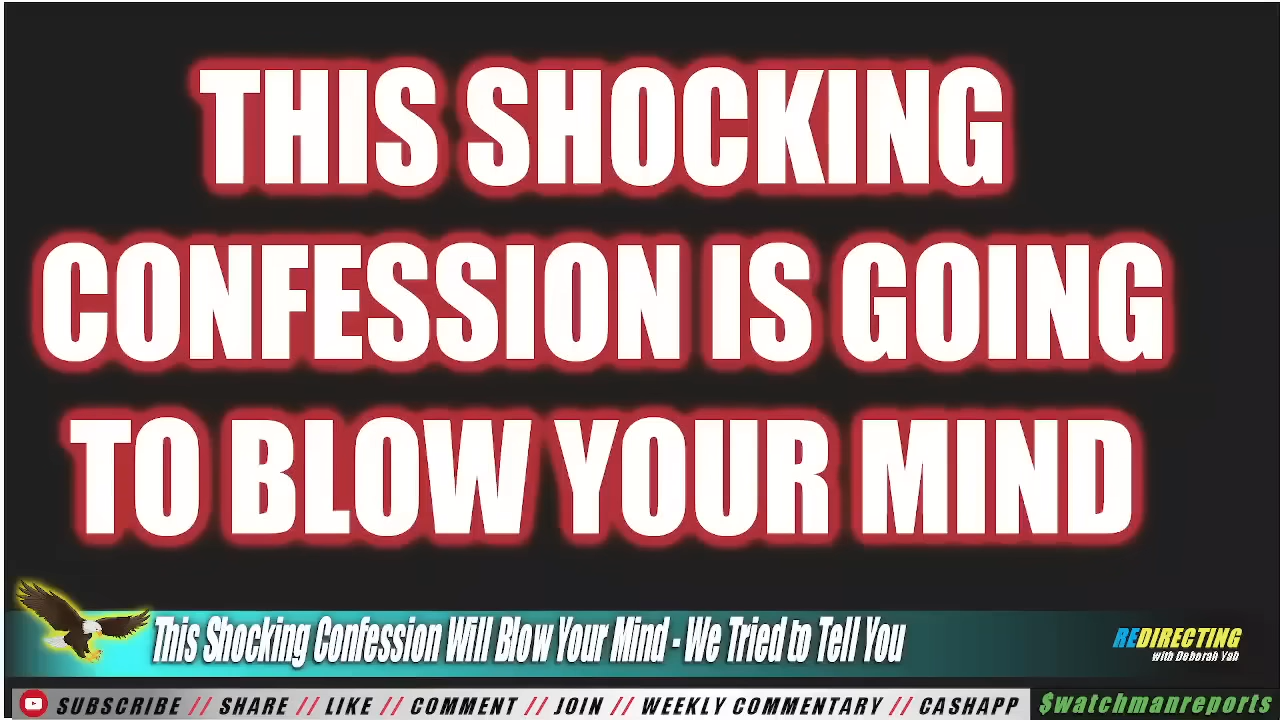 THIS SHOCKING
CONFESSION IS GOING
TO BLOW YOUR MIND
This Shocking Confession Will Blow Your Mind - We Tried to Tell You
REDIRECTING
with Deborah Yah
SUBSCRIBE // SHARE // LIKE // COMMENT // JOIN // WEEKLY COMMENTARY // CASHAPP $watchmanreports